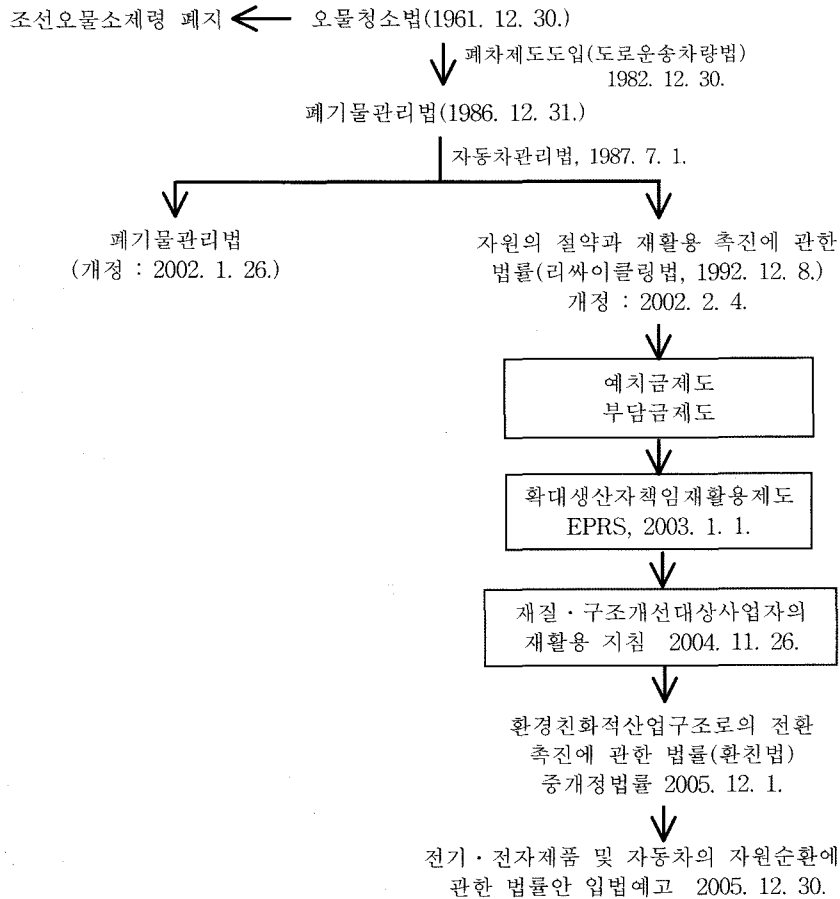 조선오물소제령 폐지
오물청소법(1961. 12. 30.)
폐차제도도입(도로운송차량법)
1982. 12. 30.
폐기물관리법(1986. 12. 31.)
자동차관리법, 1987. 7. 1.
폐기물관리법
(개정 : 2002. 1. 26.)
자원의 절약과 재활용 촉진에 관한
법률(리싸이클링법, 1992. 12. 8.)
개정 : 2002. 2. 4.
예치금제도
부담금제도
확대생산자책임재활용제도
EPRS, 2003. 1. 1.
재질·구조개선대상사업자의
재활용 지침 2004. 11. 26.
환경친화적산업구조로의 전환
촉진에 관한 법률(환친법)
중개정법률 2005. 12. 1.
전기·전자제품 및 자동차의 자원순환에
관한 법률안 입법예고 2005. 12. 30.